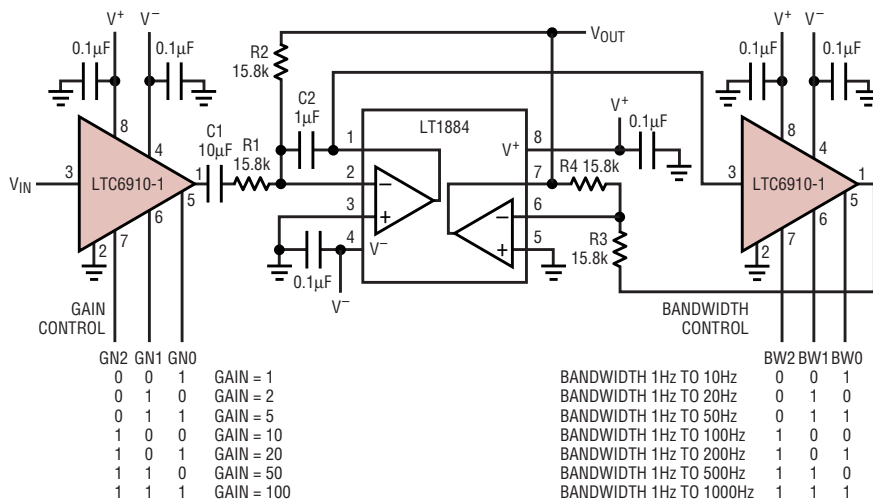 V+ V−
0.1µF 0.1µF
R2
15.8k
VOUT
V+ V−
0.1µF 0.1µF
C2
1µF
LT1884
V+
0.1µF
8
4
C1
10µF
R1
15.8k
1
V+ 8
7
R4 15.8k
8
4
VIN
3
LTC6910-1
1
2
−
−
6
3
LTC6910-1
1
2
7
6
5
3
+
4
V−
+
5
R3
15.8k
2
7
6
5
0.1µF
V−
GAIN
CONTROL
BANDWIDTH
CONTROL
GN2 GN1 GN0
BW2 BW1 BW0
0 0 1 GAIN = 1
BANDWIDTH 1Hz TO 10Hz 0 0 1
0 1 0 GAIN = 2
BANDWIDTH 1Hz TO 20Hz 0 1 0
0 1 1 GAIN = 5
BANDWIDTH 1Hz TO 50Hz 0 1 1
1 0 0 GAIN = 10
BANDWIDTH 1Hz TO 100Hz 1 0 0
1 0 1 GAIN = 20
BANDWIDTH 1Hz TO 200Hz 1 0 1
1 1 0 GAIN = 50
BANDWIDTH 1Hz TO 500Hz 1 1 0
1 1 1 GAIN = 100
BANDWIDTH 1Hz TO 1000Hz 1 1 1